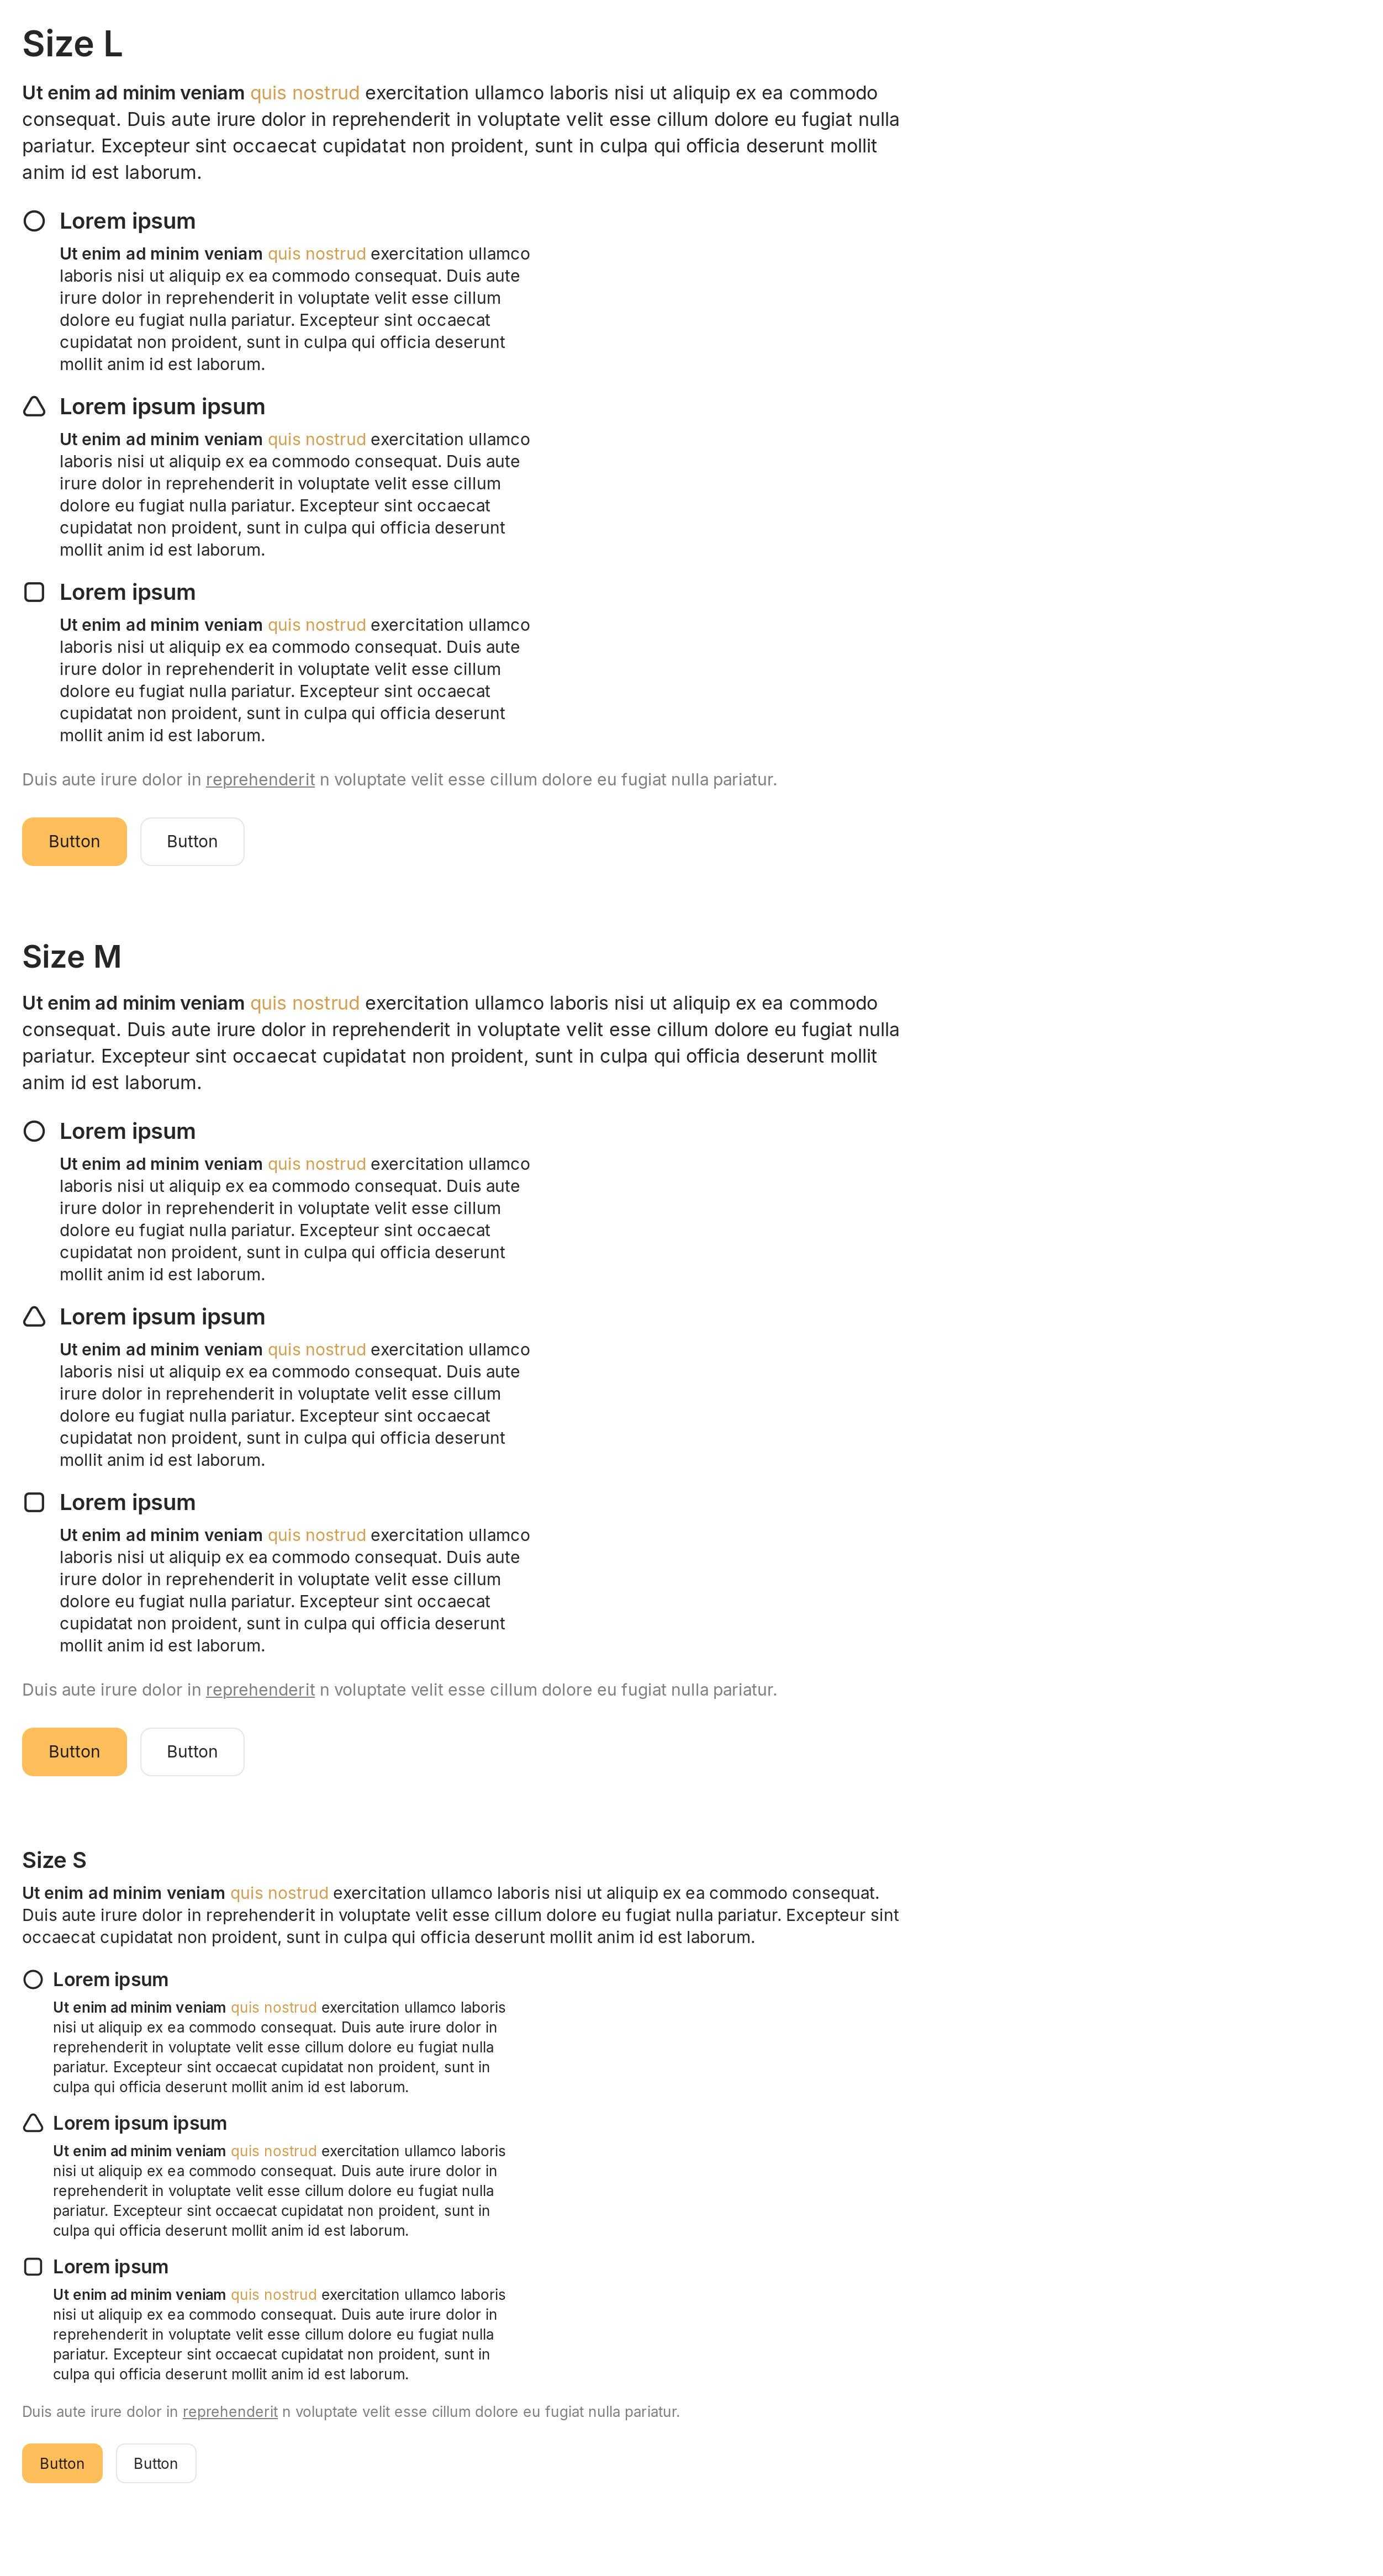 Size L
Ut enim ad minim veniam quis nostrud exercitation ullamco laboris nisi ut aliquip ex ea commodo
consequat. Duis aute irure dolor in reprehenderit in voluptate velit esse cillum dolore eu fugiat nulla
pariatur. Excepteur sint occaecat cupidatat non proident, sunt in culpa qui officia deserunt mollit
anim id est laborum.
Lorem ipsum
Ut enim ad minim veniam quis nostrud exercitation ullamco
laboris nisi ut aliquip ex ea commodo consequat. Duis aute
irure dolor in reprehenderit in voluptate velit esse cillum
dolore eu fugiat nulla pariatur. Excepteur sint occaecat
cupidatat non proident, sunt in culpa qui officia deserunt
mollit anim id est laborum.
Lorem ipsum ipsum
Ut enim ad minim veniam quis nostrud exercitation ullamco
laboris nisi ut aliquip ex ea commodo consequat. Duis aute
irure dolor in reprehenderit in voluptate velit esse cillum
dolore eu fugiat nulla pariatur. Excepteur sint occaecat
cupidatat non proident, sunt in culpa qui officia deserunt
mollit anim id est laborum.
Lorem ipsum
Ut enim ad minim veniam quis nostrud exercitation ullamco
laboris nisi ut aliquip ex ea commodo consequat. Duis aute
irure dolor in reprehenderit in voluptate velit esse cillum
dolore eu fugiat nulla pariatur. Excepteur sint occaecat
cupidatat non proident, sunt in culpa qui officia deserunt
mollit anim id est laborum.
Duis aute irure dolor in reprehenderit n voluptate velit esse cillum dolore eu fugiat nulla pariatur.
Button Button
Size M
Ut enim ad minim veniam quis nostrud exercitation ullamco laboris nisi ut aliquip ex ea commodo
consequat. Duis aute irure dolor in reprehenderit in voluptate velit esse cillum dolore eu fugiat nulla
pariatur. Excepteur sint occaecat cupidatat non proident, sunt in culpa qui officia deserunt mollit
anim id est laborum.
Lorem ipsum
Ut enim ad minim veniam quis nostrud exercitation ullamco
laboris nisi ut aliquip ex ea commodo consequat. Duis aute
irure dolor in reprehenderit in voluptate velit esse cillum
dolore eu fugiat nulla pariatur. Excepteur sint occaecat
cupidatat non proident, sunt in culpa qui officia deserunt
mollit anim id est laborum.
Lorem ipsum ipsum
Ut enim ad minim veniam quis nostrud exercitation ullamco
laboris nisi ut aliquip ex ea commodo consequat. Duis aute
irure dolor in reprehenderit in voluptate velit esse cillum
dolore eu fugiat nulla pariatur. Excepteur sint occaecat
cupidatat non proident, sunt in culpa qui officia deserunt
mollit anim id est laborum.
Lorem ipsum
Ut enim ad minim veniam quis nostrud exercitation ullamco
laboris nisi ut aliquip ex ea commodo consequat. Duis aute
irure dolor in reprehenderit in voluptate velit esse cillum
dolore eu fugiat nulla pariatur. Excepteur sint occaecat
cupidatat non proident, sunt in culpa qui officia deserunt
mollit anim id est laborum.
Duis aute irure dolor in reprehenderit n voluptate velit esse cillum dolore eu fugiat nulla pariatur.
Button Button
Size S
Ut enim ad minim veniam quis nostrud exercitation ullamco laboris nisi ut aliquip ex ea commodo consequat.
Duis aute irure dolor in reprehenderit in voluptate velit esse cillum dolore eu fugiat nulla pariatur. Excepteur sint
occaecat cupidatat non proident, sunt in culpa qui officia deserunt mollit anim id est laborum.
Lorem ipsum
Ut enim ad minim veniam quis nostrud exercitation ullamco laboris
nisi ut aliquip ex ea commodo consequat. Duis aute irure dolor in
reprehenderit in voluptate velit esse cillum dolore eu fugiat nulla
pariatur. Excepteur sint occaecat cupidatat non proident, sunt in
culpa qui officia deserunt mollit anim id est laborum.
Lorem ipsum ipsum
Ut enim ad minim veniam quis nostrud exercitation ullamco laboris
nisi ut aliquip ex ea commodo consequat. Duis aute irure dolor in
reprehenderit in voluptate velit esse cillum dolore eu fugiat nulla
pariatur. Excepteur sint occaecat cupidatat non proident, sunt in
culpa qui officia deserunt mollit anim id est laborum.
Lorem ipsum
Ut enim ad minim veniam quis nostrud exercitation ullamco laboris
nisi ut aliquip ex ea commodo consequat. Duis aute irure dolor in
reprehenderit in voluptate velit esse cillum dolore eu fugiat nulla
pariatur. Excepteur sint occaecat cupidatat non proident, sunt in
culpa qui officia deserunt mollit anim id est laborum.
Duis aute irure dolor in reprehenderit n voluptate velit esse cillum dolore eu fugiat nulla pariatur.
Button Button